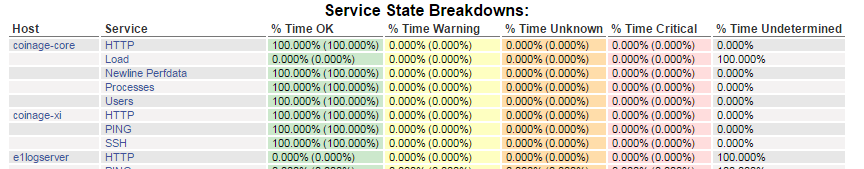 Service State Breakdowns:
Host Service % Time OK % Time Warning % Time Unknown % Time Critical % Time Undetermined
coinage-core HTTP 100.000% (100.000%) 0.000% (0.000%) 0.000% (0.000%) 0.000% (0.000%) 0.000%
Load 0.000% (0.000%) 0.000% (0.000%) 0.000% (0.000%) 0.000% (0.000%) 100.000%
Newline Perfdata 100.000% (100.000%) 0.000% (0.000%) 0.000% (0.000%) 0.000% (0.000%) 0.000%
Processes 100.000% (100.000%) 0.000% (0.000%) 0.000% (0.000%) 0.000% (0.000%) 0.000%
Users 100.000% (100.000%) 0.000% (0.000%) 0.000% (0.000%) 0.000% (0.000%) 0.000%
coinage-xi HTTP 100.000% (100.000%) 0.000% (0.000%) 0.000% (0.000%) 0.000% (0.000%) 0.000%
PING 100.000% (100.000%) 0.000% (0.000%) 0.000% (0.000%) 0.000% (0.000%) 0.000%
SSH 100.000% (100.000%) 0.000% (0.000%) 0.000% (0.000%) 0.000% (0.000%) 0.000%
e1logserver HTTP 0.000% (0.000%) 0.000% (0.000%) 0.000% (0.000%) 0.000% (0.000%) 100.000%